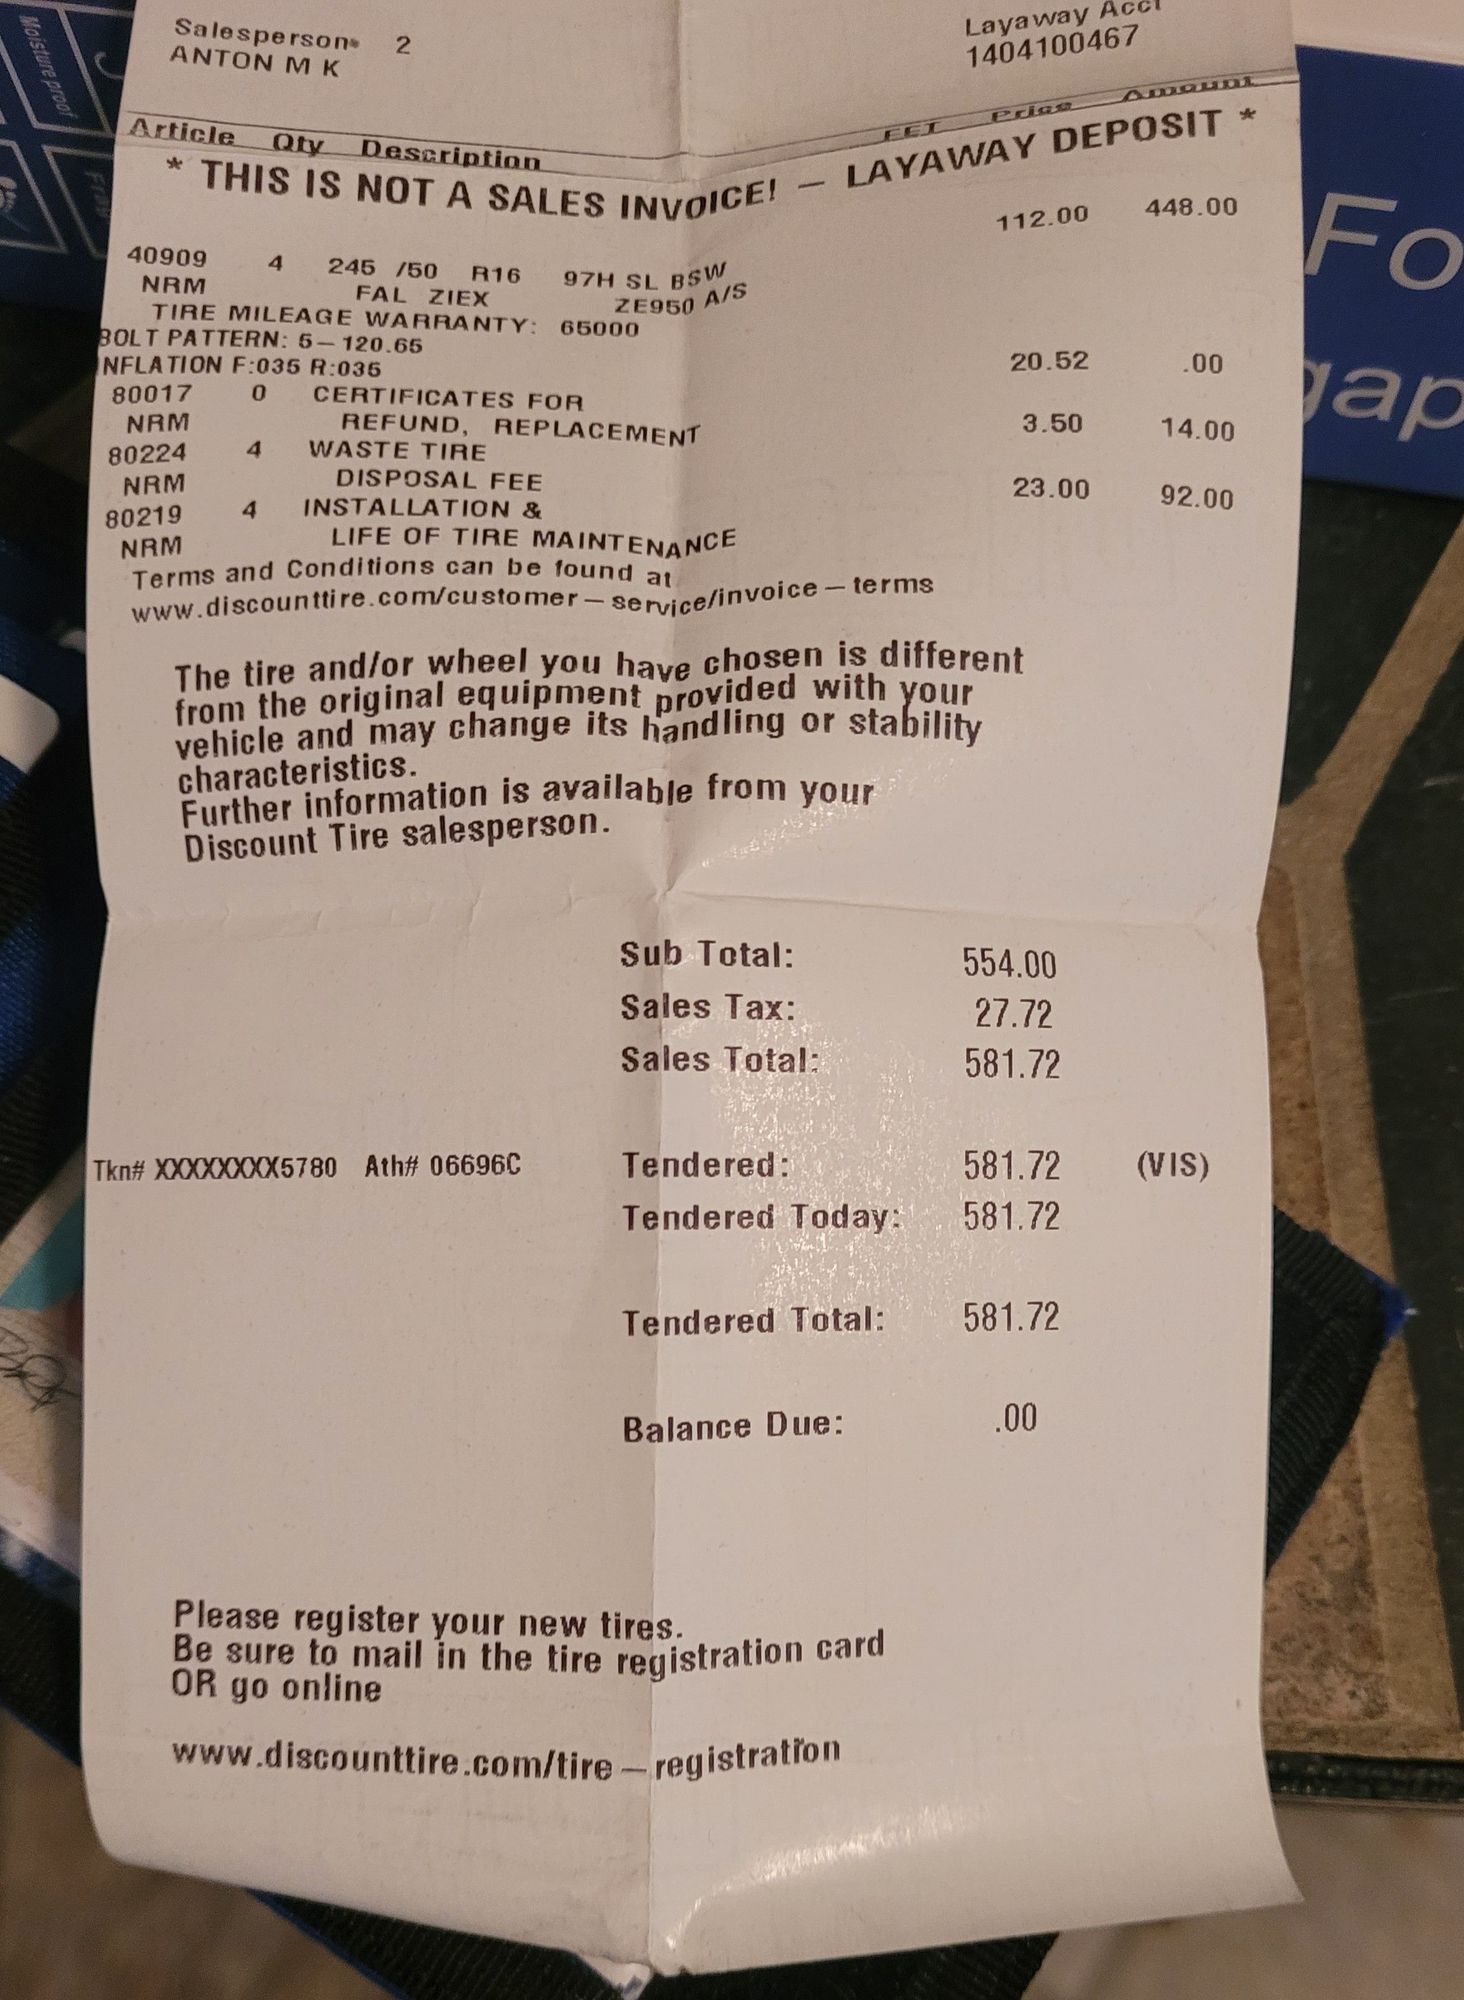 Salesperson: 2
ANTON M K
Layaway Acct
1404100467
Article Qty Description FET Price Amount
* THIS IS NOT A SALES INVOICE! – LAYAWAY DEPOSIT *
40909 4 245 /50 R16 97H SL BSW 112.00 448.00
NRM FAL ZIEX ZE950 A/S
TIRE MILEAGE WARRANTY: 65000
BOLT PATTERN: 5–120.65
INFLATION F:035 R:035
80017 0 CERTIFICATES FOR 20.52 .00
NRM REFUND, REPLACEMENT
80224 4 WASTE TIRE 3.50 14.00
NRM DISPOSAL FEE
80219 4 INSTALLATION & 23.00 92.00
NRM LIFE OF TIRE MAINTENANCE
Terms and Conditions can be found at
www.discounttire.com/customer–service/invoice–terms
The tire and/or wheel you have chosen is different
from the original equipment provided with your
vehicle and may change its handling or stability
characteristics.
Further information is available from your
Discount Tire salesperson.
Sub Total: 554.00
Sales Tax: 27.72
Sales Total: 581.72
Tkn# XXXXXXXX5780 Ath# 06696C Tendered: 581.72 (VIS)
Tendered Today: 581.72
Tendered Total: 581.72
Balance Due: .00
Please register your new tires.
Be sure to mail in the tire registration card
OR go online
www.discounttire.com/tire–registration
Moisture proof
Fo
gap